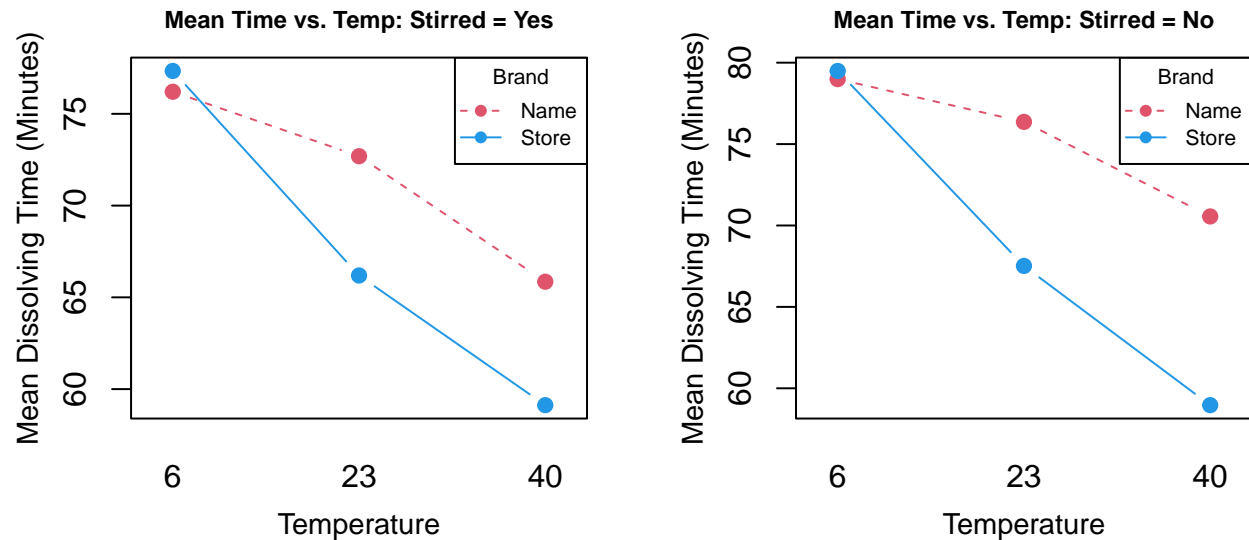 Mean Time vs. Temp: Stirred = Yes
Mean Dissolving Time (Minutes)
75
70
65
60
Brand
Name
Store
6 23 40
Temperature
Mean Time vs. Temp: Stirred = No
Mean Dissolving Time (Minutes)
80
75
70
65
60
Brand
Name
Store
6 23 40
Temperature